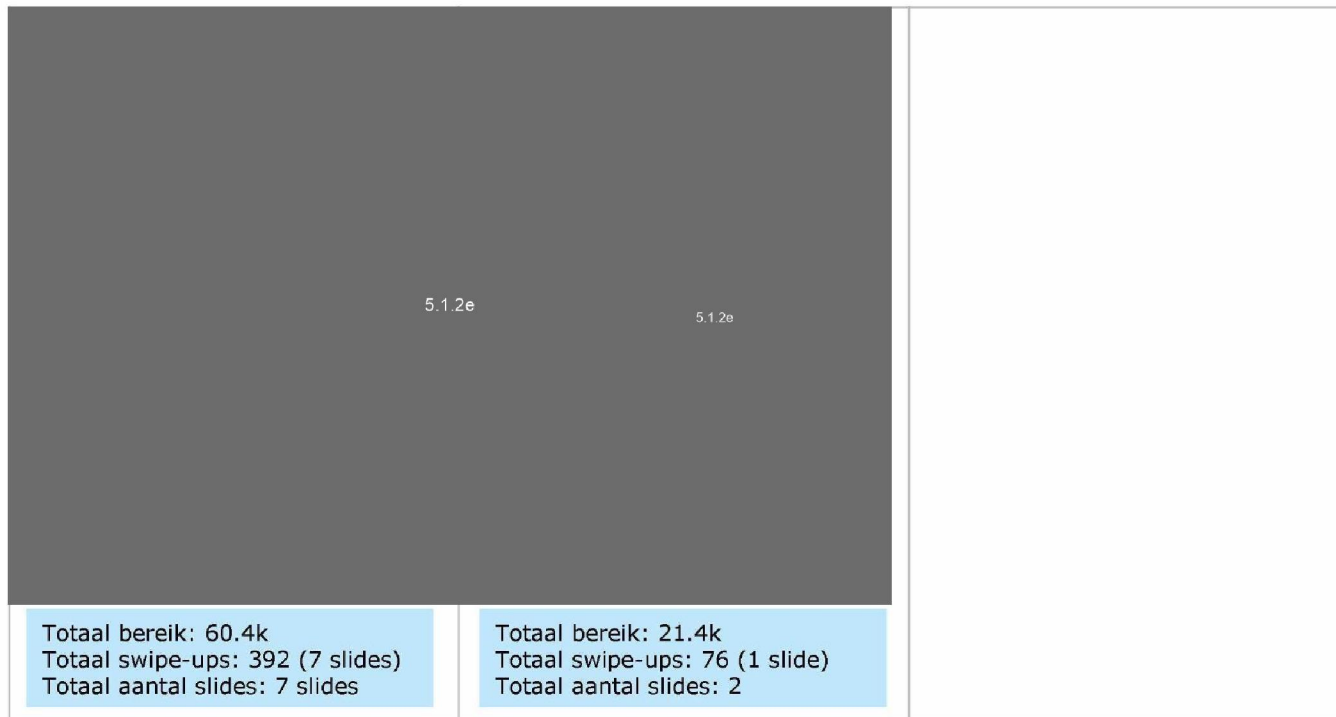 5.1.2e
5.1.2e
Totaal bereik: 60.4k
Totaal swipe-ups: 392 (7 slides)
Totaal aantal slides: 7 slides
Totaal bereik: 21.4k
Totaal swipe-ups: 76 (1 slide)
Totaal aantal slides: 2